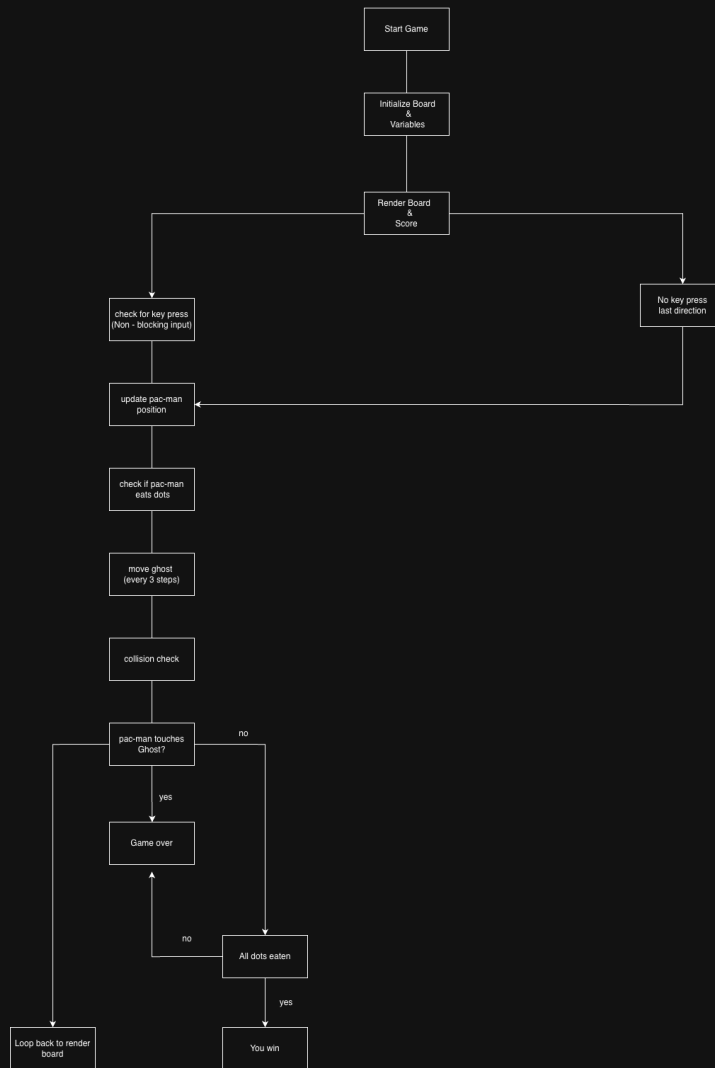 Start Game
Initialize Board
&
Variables
Render Board
&
Score
check for key press
(Non - blocking input)
No key press
last direction
update pac-man
position
check if pac-man
eats dots
move ghost
(every 3 steps)
collision check
pac-man touches
Ghost?
no
yes
Game over
no
All dots eaten
yes
Loop back to render
board
You win